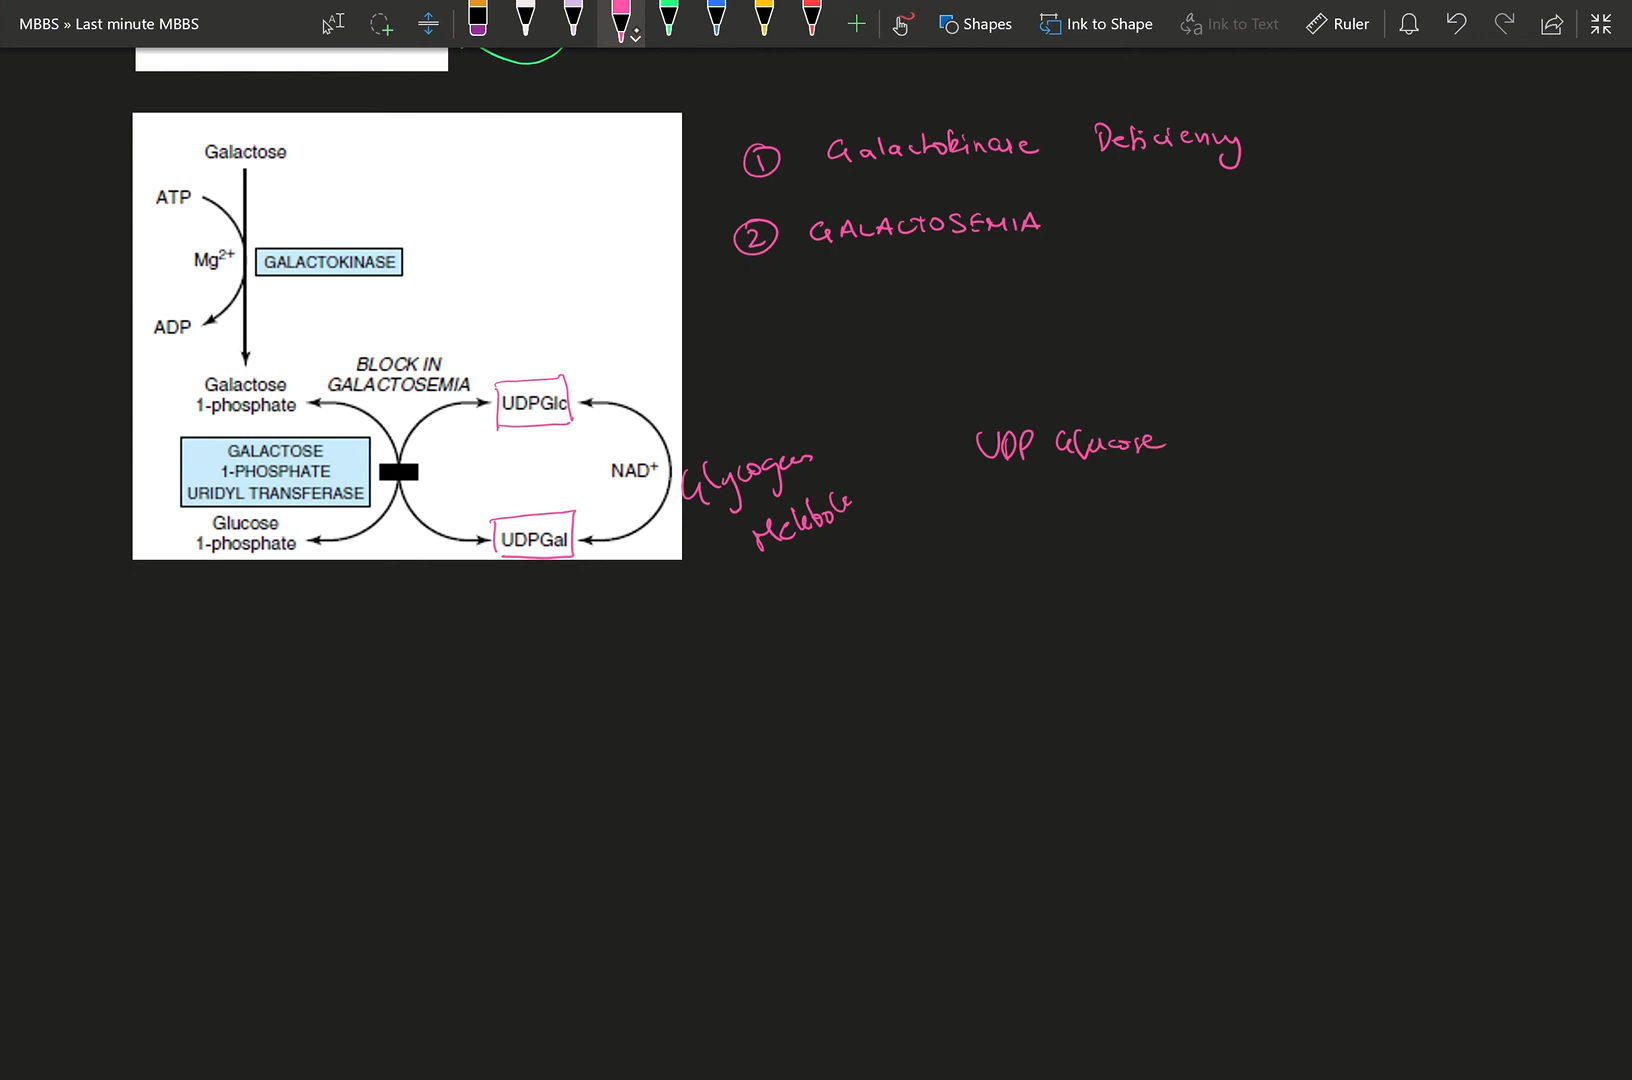 MBBS » Last minute MBBS
Shapes
Ink to Shape
Ink to Text
Ruler
Galactose
ATP
Mg2+
GALACTOKINASE
ADP
Galactose
1-phosphate
BLOCK IN
GALACTOSEMIA
UDPGlc
GALACTOSE
1-PHOSPHATE
URIDYL TRANSFERASE
NAD+
Glucose
1-phosphate
UDPGal
① Galactokinase Deficiency
② GALACTOSEMIA
UDP Glucose
Glycogen
Metabol